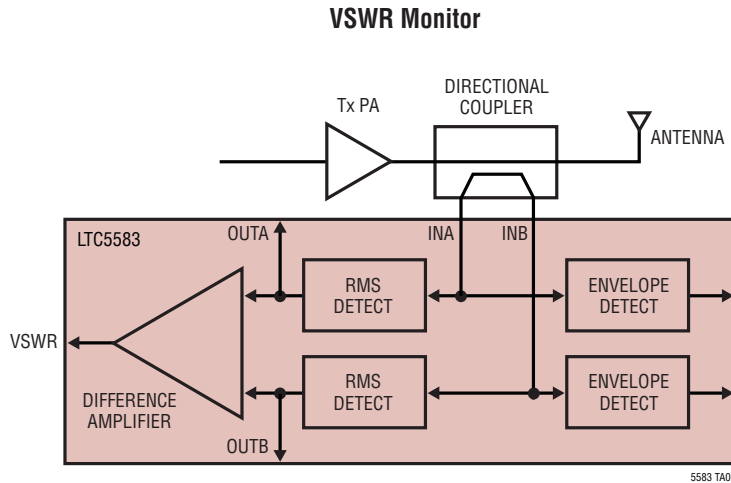 VSWR Monitor
DIRECTIONAL
COUPLER
Tx PA
ANTENNA
LTC5583
OUTA
INA
INB
RMS
DETECT
ENVELOPE
DETECT
VSWR
DIFFERENCE
AMPLIFIER
RMS
DETECT
ENVELOPE
DETECT
OUTB
5583 TA0